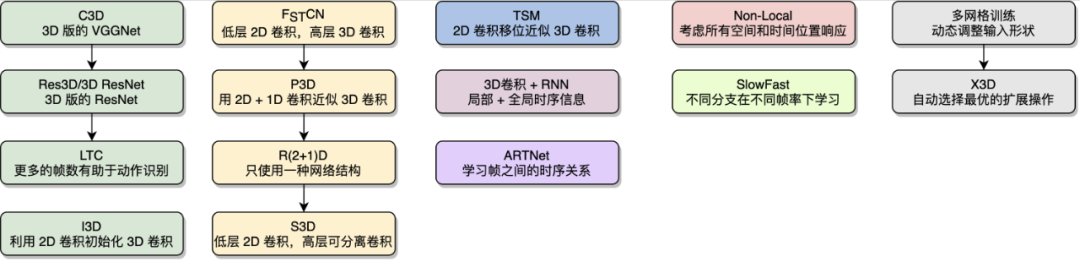 C3D
3D 版的 VGGNet
Res3D/3D ResNet
3D 版的 ResNet
LTC
更多的帧数有助于动作识别
I3D
利用 2D 卷积初始化 3D 卷积
FSTCN
低层 2D 卷积，高层 3D 卷积
P3D
用 2D + 1D 卷积近似 3D 卷积
R(2+1)D
只使用一种网络结构
S3D
低层 2D 卷积，高层可分离卷积
TSM
2D 卷积移位近似 3D 卷积
3D卷积 + RNN
局部 + 全局时序信息
ARTNet
学习帧之间的时序关系
Non-Local
考虑所有空间和时间位置响应
SlowFast
不同分支在不同帧率下学习
多网格训练
动态调整输入形状
X3D
自动选择最优的扩展操作